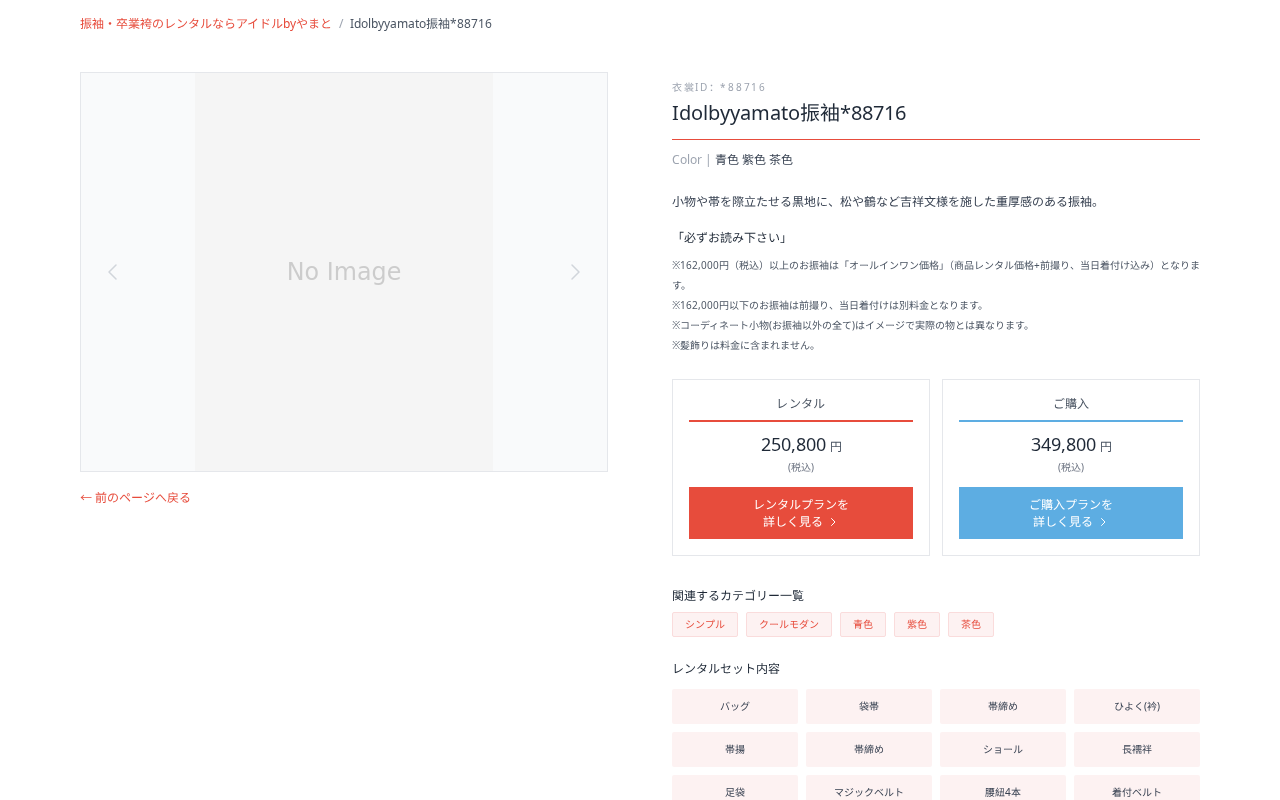 振袖・卒業袴のレンタルならアイドルbyやまと / Idolbyyamato振袖*88716
No Image
← 前のページへ戻る
衣裳ID：*88716
Idolbyyamato振袖*88716
Color | 青色 紫色 茶色
小物や帯を際立たせる黒地に、松や鶴など吉祥文様を施した重厚感のある振袖。
「必ずお読み下さい」
※162,000円（税込）以上のお振袖は「オールインワン価格」（商品レンタル価格+前撮り、当日着付け込み）となりま
す。
※162,000円以下のお振袖は前撮り、当日着付けは別料金となります。
※コーディネート小物(お振袖以外の全て)はイメージで実際の物とは異なります。
※髪飾りは料金に含まれません。
レンタル
250,800 円
(税込)
レンタルプランを
詳しく見る
ご購入
349,800 円
(税込)
ご購入プランを
詳しく見る
関連するカテゴリー一覧
シンプル クールモダン 青色 紫色 茶色
レンタルセット内容
バッグ 袋帯 帯締め ひよく(衿)
帯揚 帯締め ショール 長襦袢
足袋 マジックベルト 腰紐4本 着付ベルト